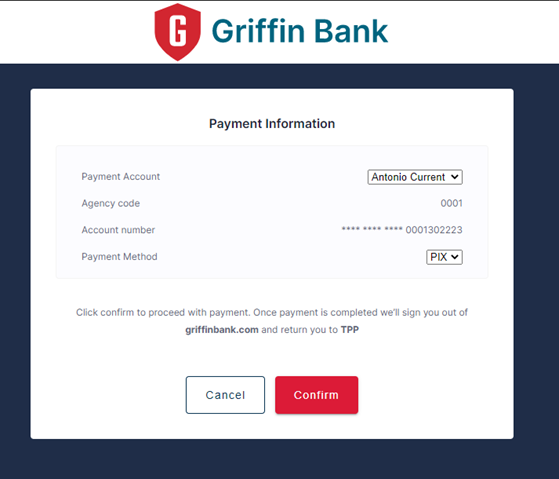 G Griffin Bank
Payment Information
Payment Account Antonio Current
Agency code 0001
Account number **** **** **** 0001302223
Payment Method PIX
Click confirm to proceed with payment. Once payment is completed we'll sign you out of
griffinbank.com and return you to TPP
Cancel Confirm